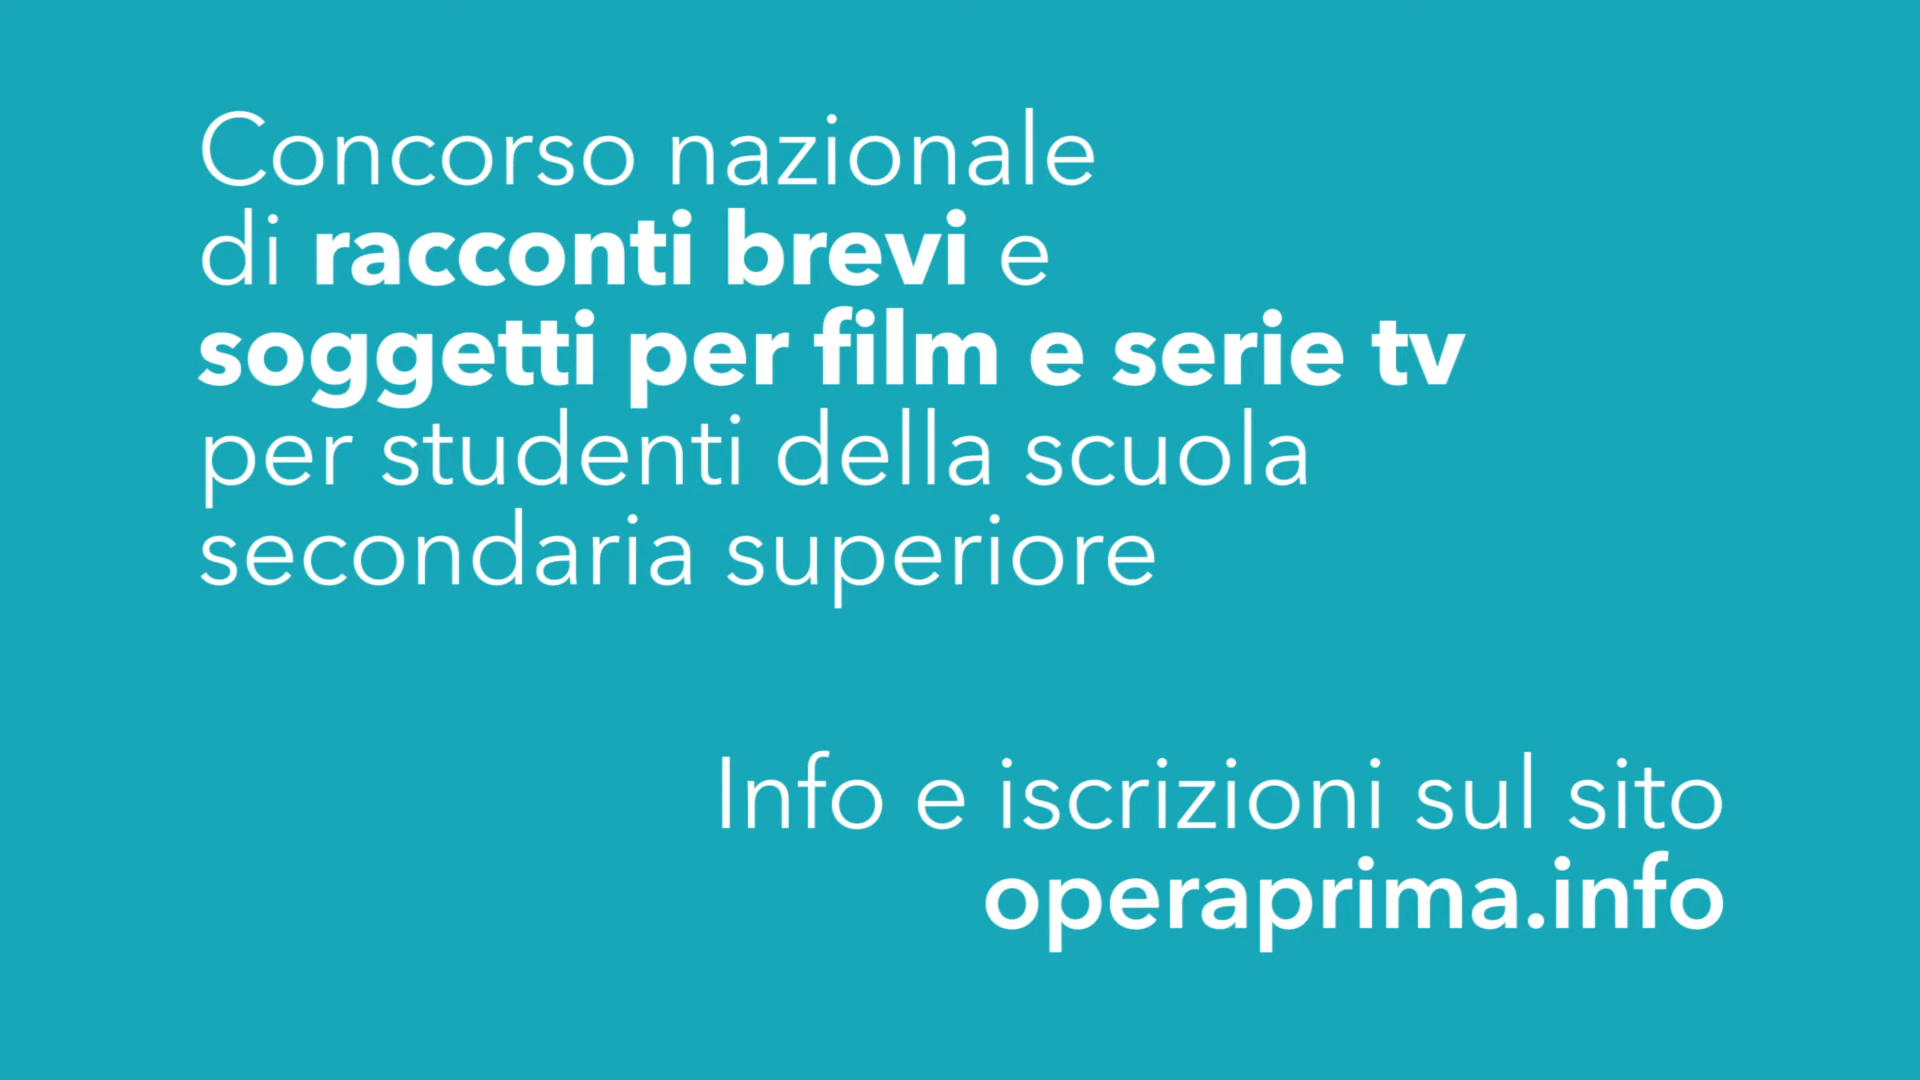 Concorso nazionale
di racconti brevi e
soggetti per film e serie tv
per studenti della scuola
secondaria superiore
Info e iscrizioni sul sito
operaprima.info